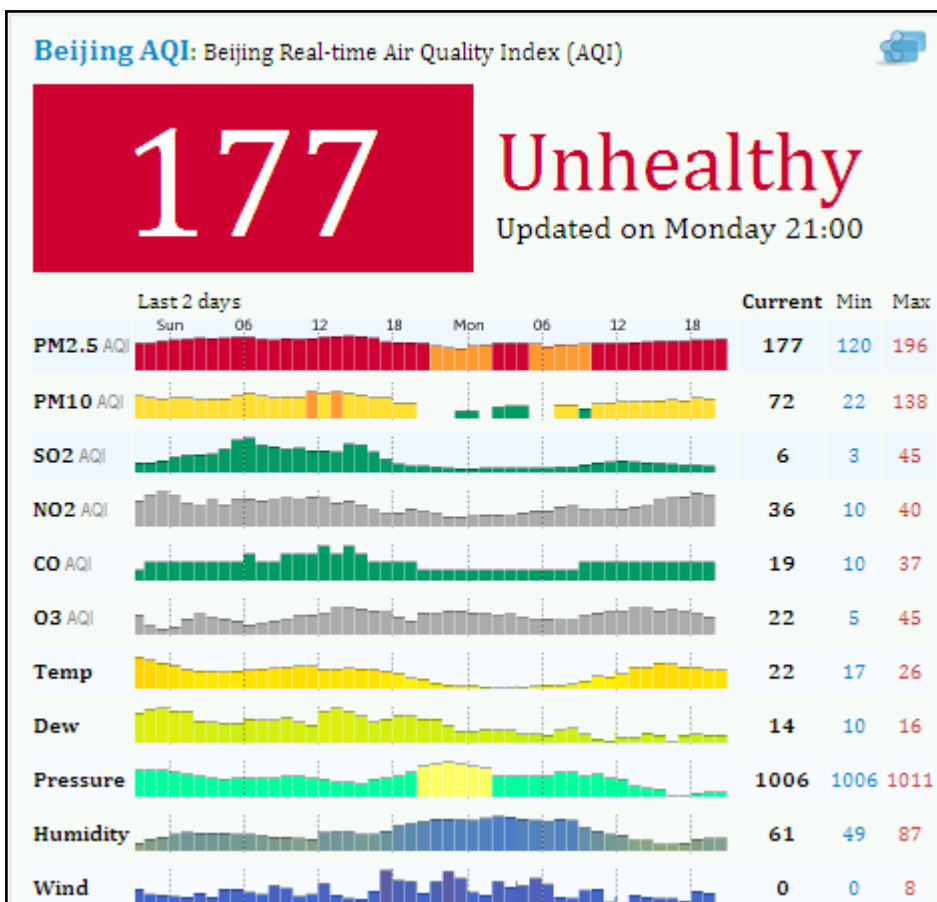 Beijing AQI: Beijing Real-time Air Quality Index (AQI)
177
Unhealthy
Updated on Monday 21:00
Last 2 days Current Min Max
Sun 06 12 18 Mon 06 12 18
PM2.5 AQI 177 120 196
PM10 AQI 72 22 138
SO2 AQI 6 3 45
NO2 AQI 36 10 40
CO AQI 19 10 37
O3 AQI 22 5 45
Temp 22 17 26
Dew 14 10 16
Pressure 1006 1006 1011
Humidity 61 49 87
Wind 0 0 8